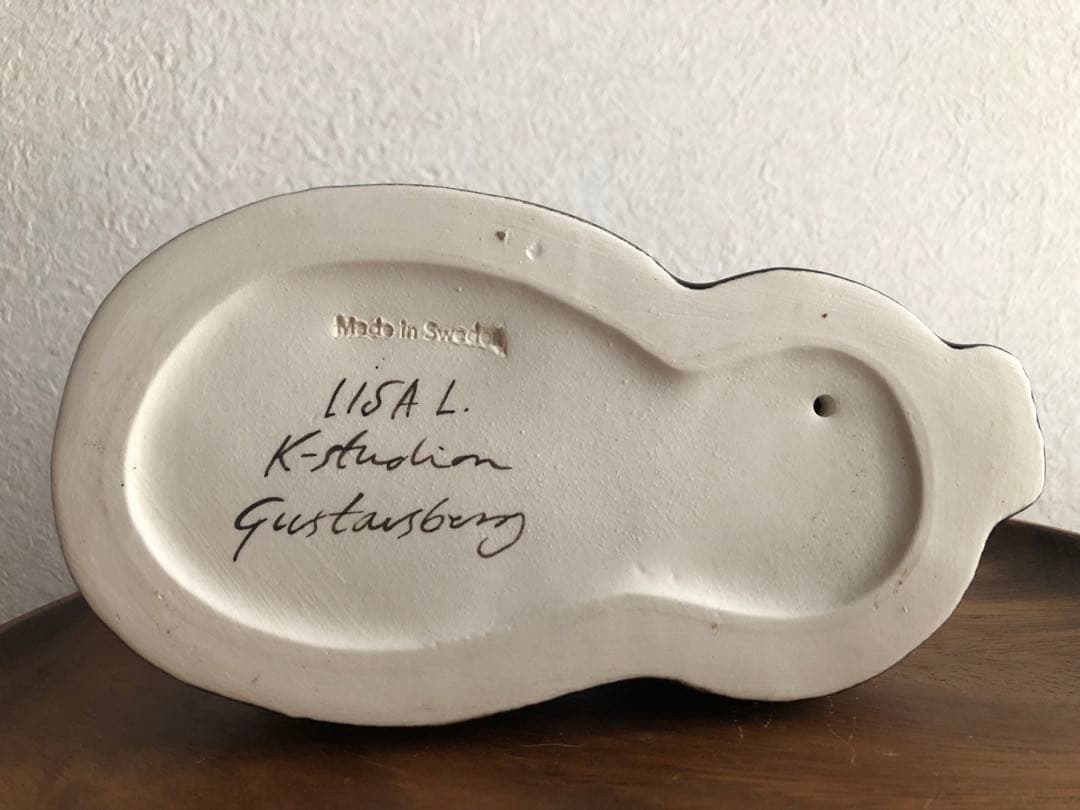 Made in Sweden
LISA L.
K-studion
Gustavsberg